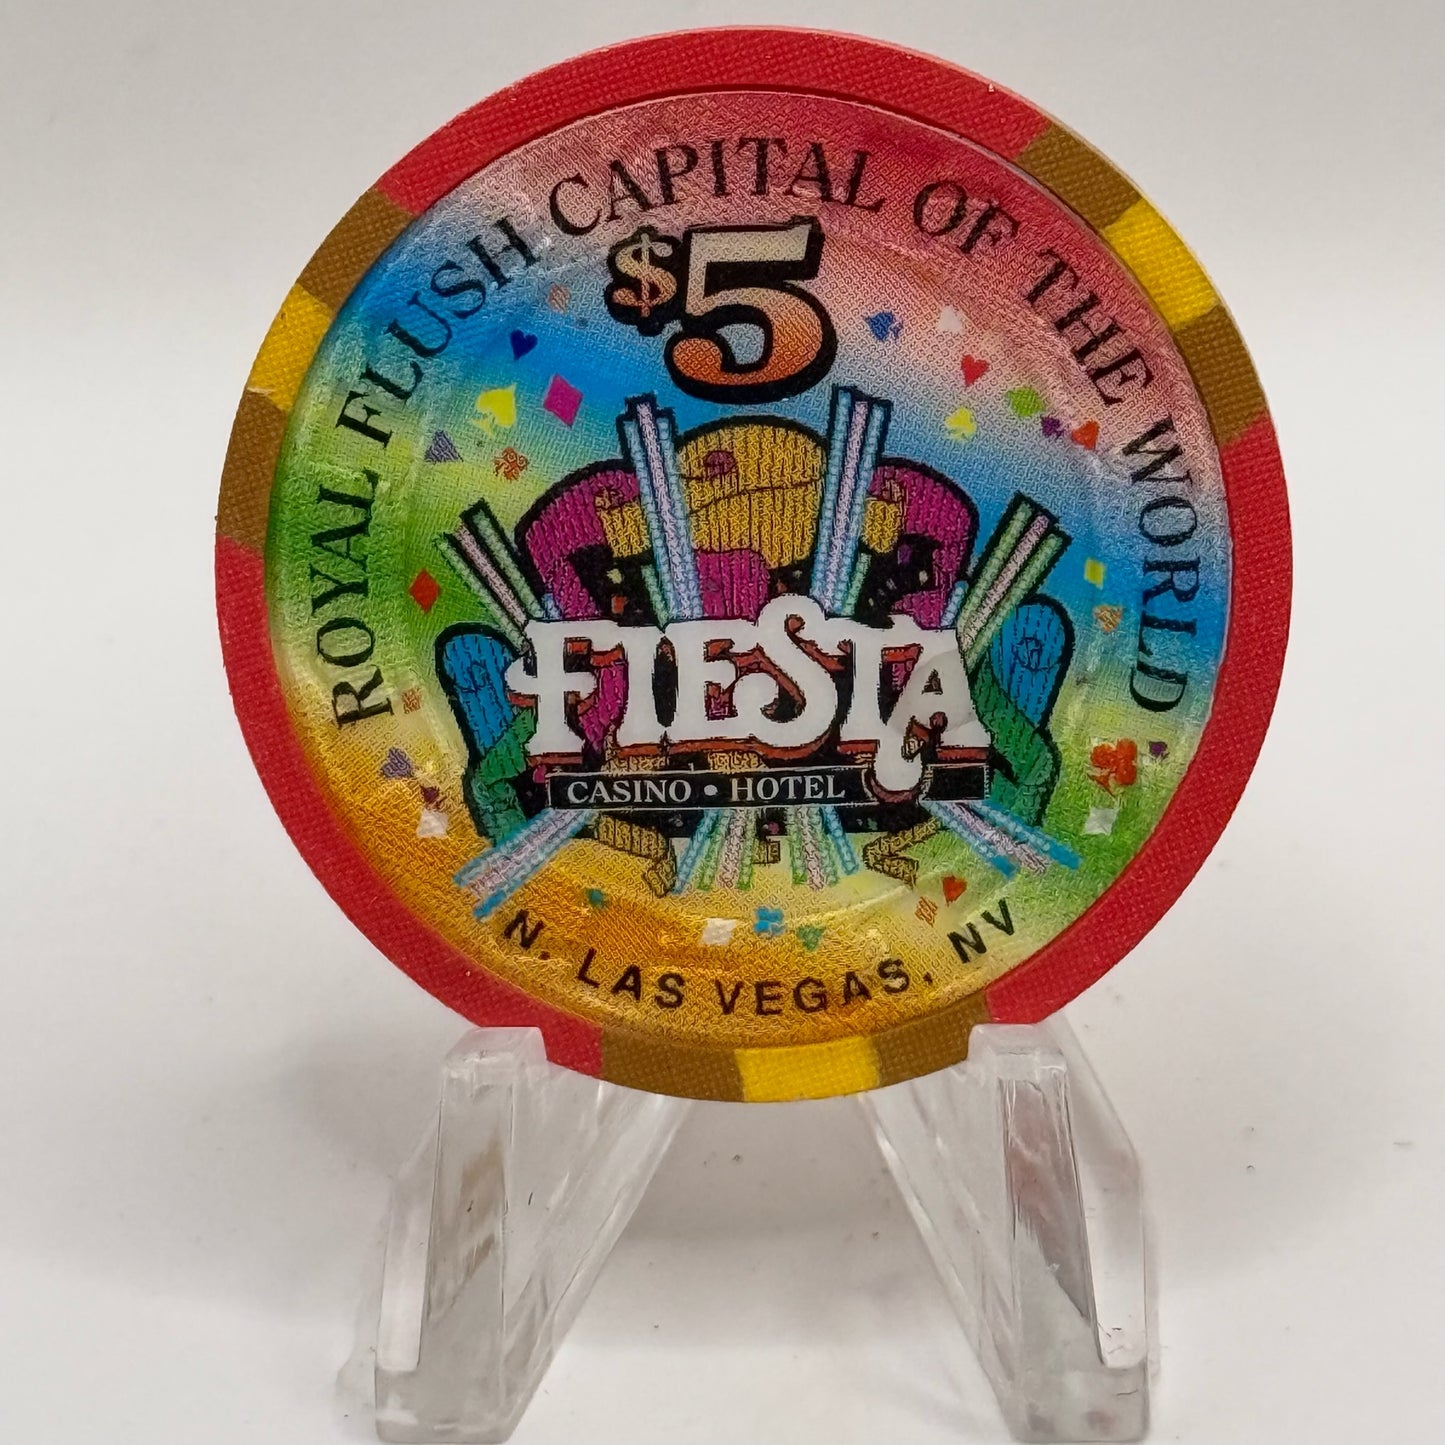 ROYAL FLUSH CAPITAL OF THE WORLD
$5
FIESTA
CASINO • HOTEL
N. LAS VEGAS, NV